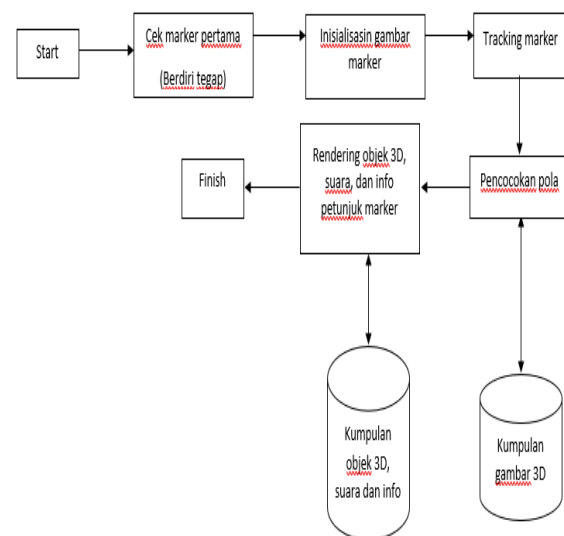 Start
Cek marker pertama
(Berdiri tegap)
Inisialisasin gambar
marker
Tracking marker
Finish
Rendering objek 3D,
suara, dan info
petunjuk marker
Pencocokan pola
Kumpulan
objek 3D,
suara dan info
Kumpulan
gambar 3D